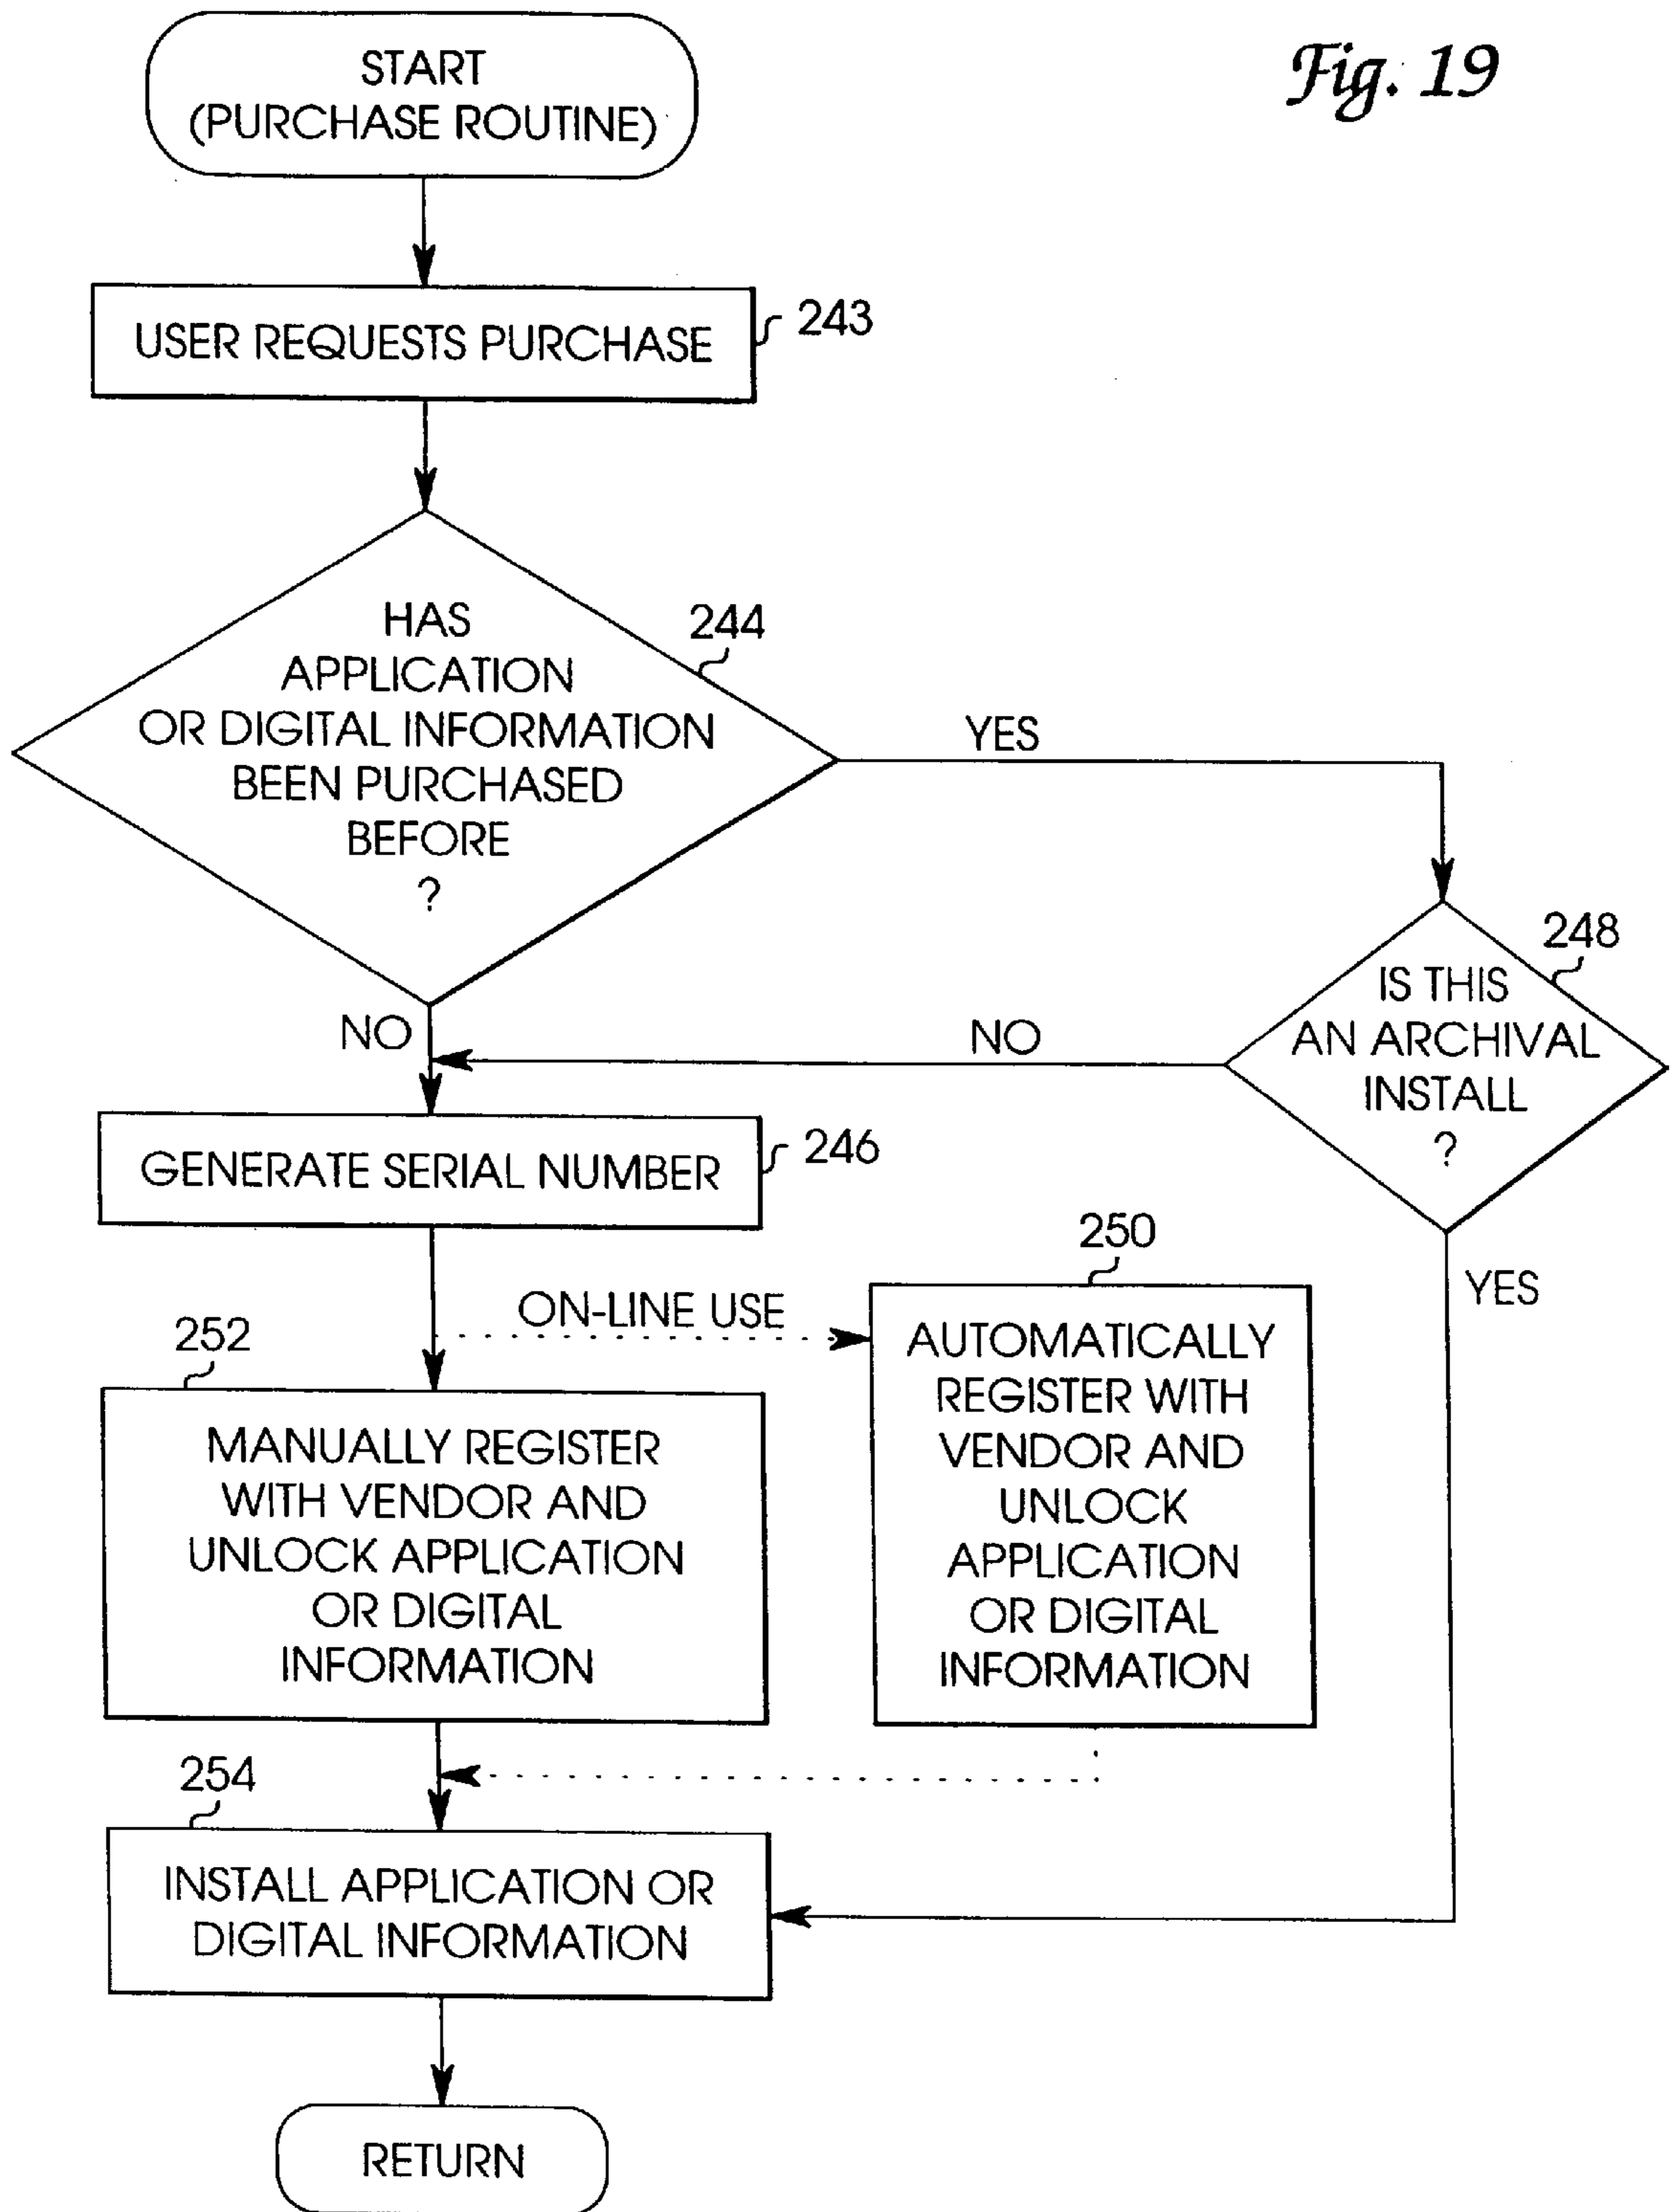 Fig. 19
START
(PURCHASE ROUTINE)
USER REQUESTS PURCHASE
243
HAS
APPLICATION
OR DIGITAL INFORMATION
BEEN PURCHASED
BEFORE
?
244
YES
NO
248
IS THIS
AN ARCHIVAL
INSTALL
?
NO
YES
GENERATE SERIAL NUMBER
246
ON-LINE USE
250
AUTOMATICALLY
REGISTER WITH
VENDOR AND
UNLOCK
APPLICATION
OR DIGITAL
INFORMATION
252
MANUALLY REGISTER
WITH VENDOR AND
UNLOCK APPLICATION
OR DIGITAL
INFORMATION
254
INSTALL APPLICATION OR
DIGITAL INFORMATION
RETURN